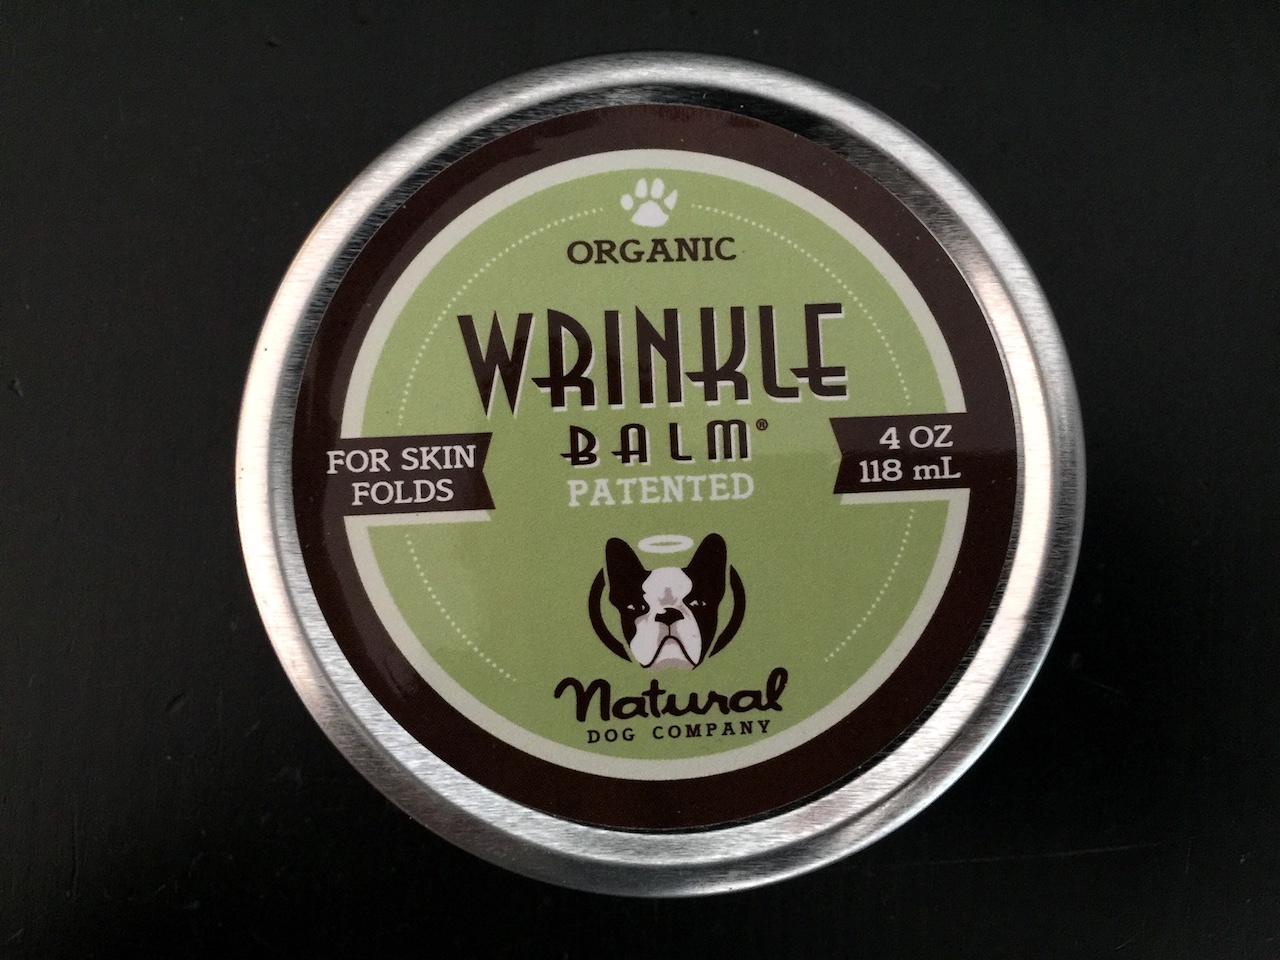 ORGANIC
WRINKLE
BALM®
PATENTED
FOR SKIN
FOLDS
4 OZ
118 mL
Natural
DOG COMPANY